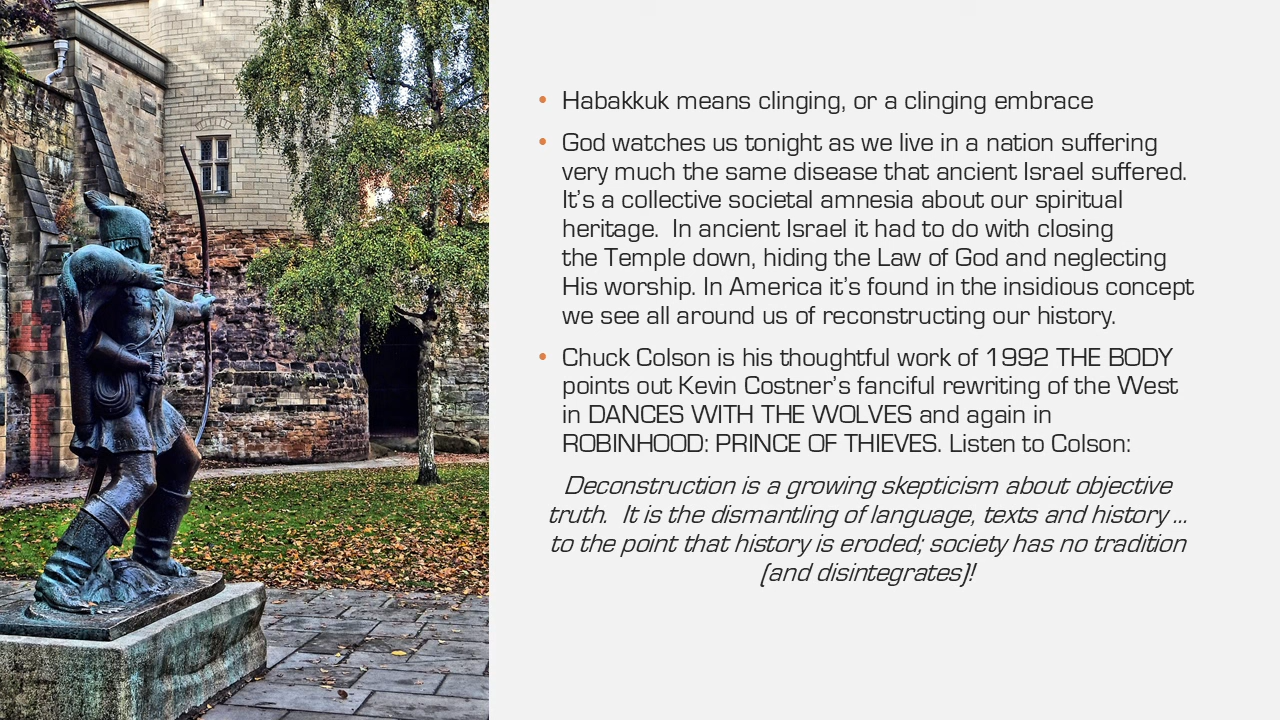 • Habakkuk means clinging, or a clinging embrace
• God watches us tonight as we live in a nation suffering
very much the same disease that ancient Israel suffered.
It's a collective societal amnesia about our spiritual
heritage.  In ancient Israel it had to do with closing
the Temple down, hiding the Law of God and neglecting
His worship. In America it's found in the insidious concept
we see all around us of reconstructing our history.
• Chuck Colson is his thoughtful work of 1992 THE BODY
points out Kevin Costner's fanciful rewriting of the West
in DANCES WITH THE WOLVES and again in
ROBINHOOD: PRINCE OF THIEVES. Listen to Colson:
Deconstruction is a growing skepticism about objective
truth.  It is the dismantling of language, texts and history ...
to the point that history is eroded; society has no tradition
(and disintegrates)!